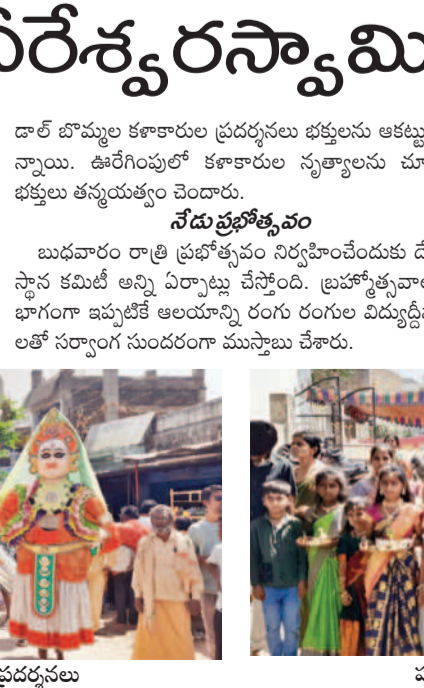 వీరేశ్వరస్వామి
డాల్ బొమ్మల కళాకారుల ప్రదర్శనలు భక్తులను ఆకట్టు
న్నాయి. ఊరేగింపులో కళాకారుల నృత్యాలను చూ
భక్తులు తన్మయత్వం చెందారు.
నేడు ప్రభోత్సవం
బుధవారం రాత్రి ప్రభోత్సవం నిర్వహించేందుకు దే
స్థాన కమిటీ అన్ని ఏర్పాట్లు చేస్తోంది. బ్రహ్మోత్సవాల
భాగంగా ఇప్పటికే ఆలయాన్ని రంగు రంగుల విద్యుద్దీప
లతో సర్వాంగ సుందరంగా ముస్తాబు చేశారు.
ప్రదర్శనలు